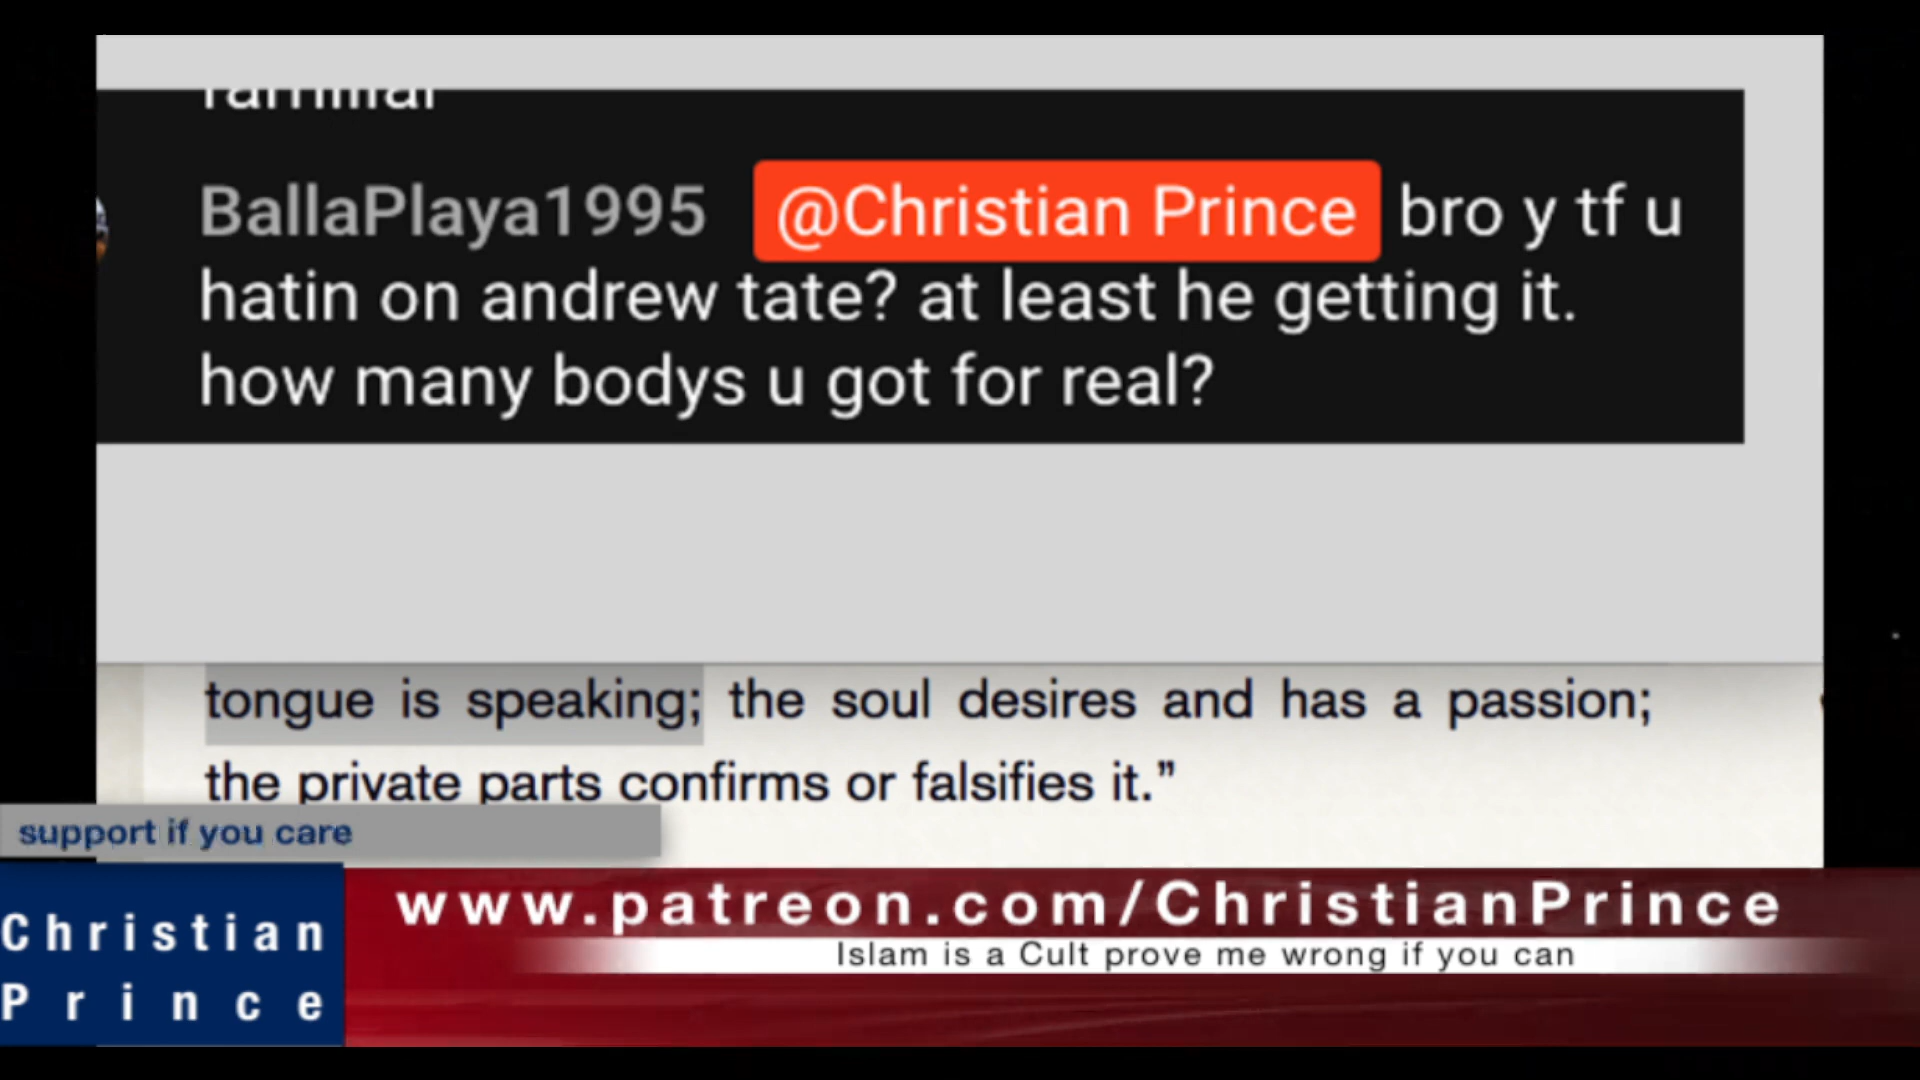 familiar
BallaPlaya1995 @Christian Prince bro y tf u
hatin on andrew tate? at least he getting it.
how many bodys u got for real?
tongue is speaking; the soul desires and has a passion;
the private parts confirms or falsifies it.”
support if you care
Christian
Prince
www.patreon.com/ChristianPrince
Islam is a Cult prove me wrong if you can